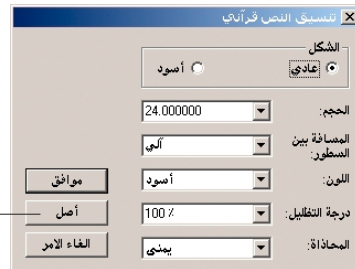 تنسيق النص قرآني
الشكل
عادي
أسود
الحجم:
24.000000
المسافة بين
السطور:
آلي
اللون:
أسود
موافق
درجة التظليل:
100 %
أصل
المحاذاة:
يمنى
الغاء الامر